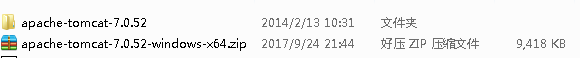 apache-tomcat-7.0.52 2014/2/13 10:31 文件夹
apache-tomcat-7.0.52-windows-x64.zip 2017/9/24 21:44 好压 ZIP 压缩文件 9,418 KB